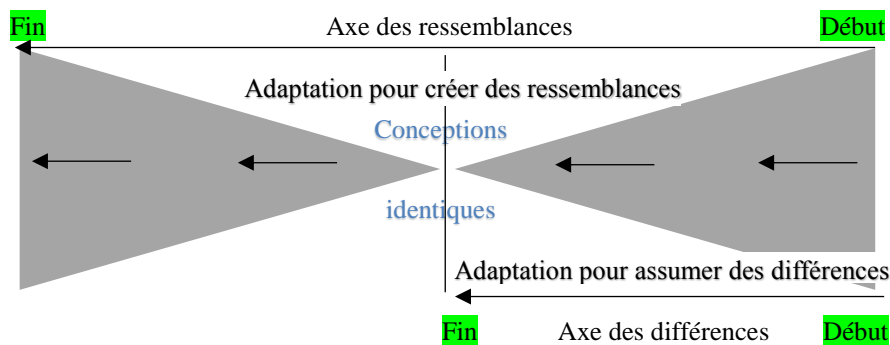 Fin Axe des ressemblances Début
Adaptation pour créer des ressemblances
Conceptions
identiques
Adaptation pour assumer des différences
Fin Axe des différences Début